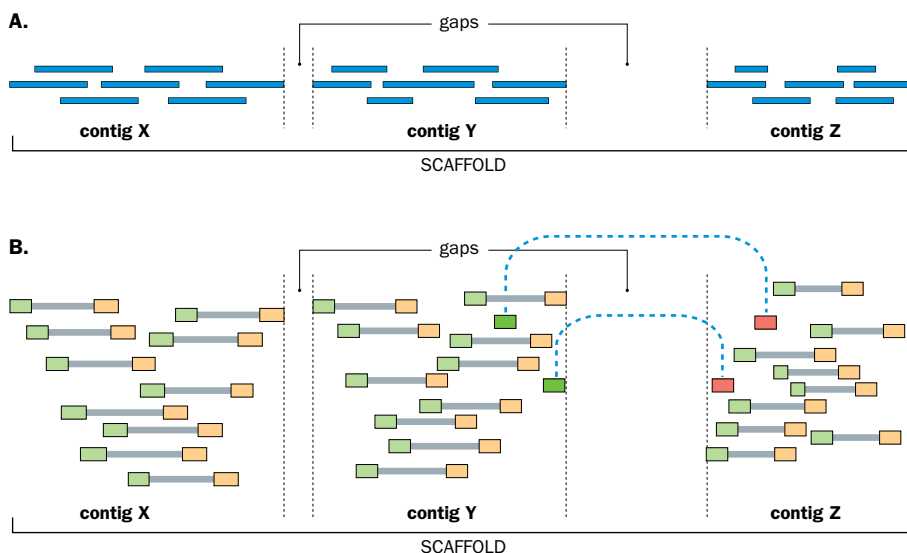 A.
gaps
contig X contig Y contig Z
SCAFFOLD
B.
gaps
contig X contig Y contig Z
SCAFFOLD